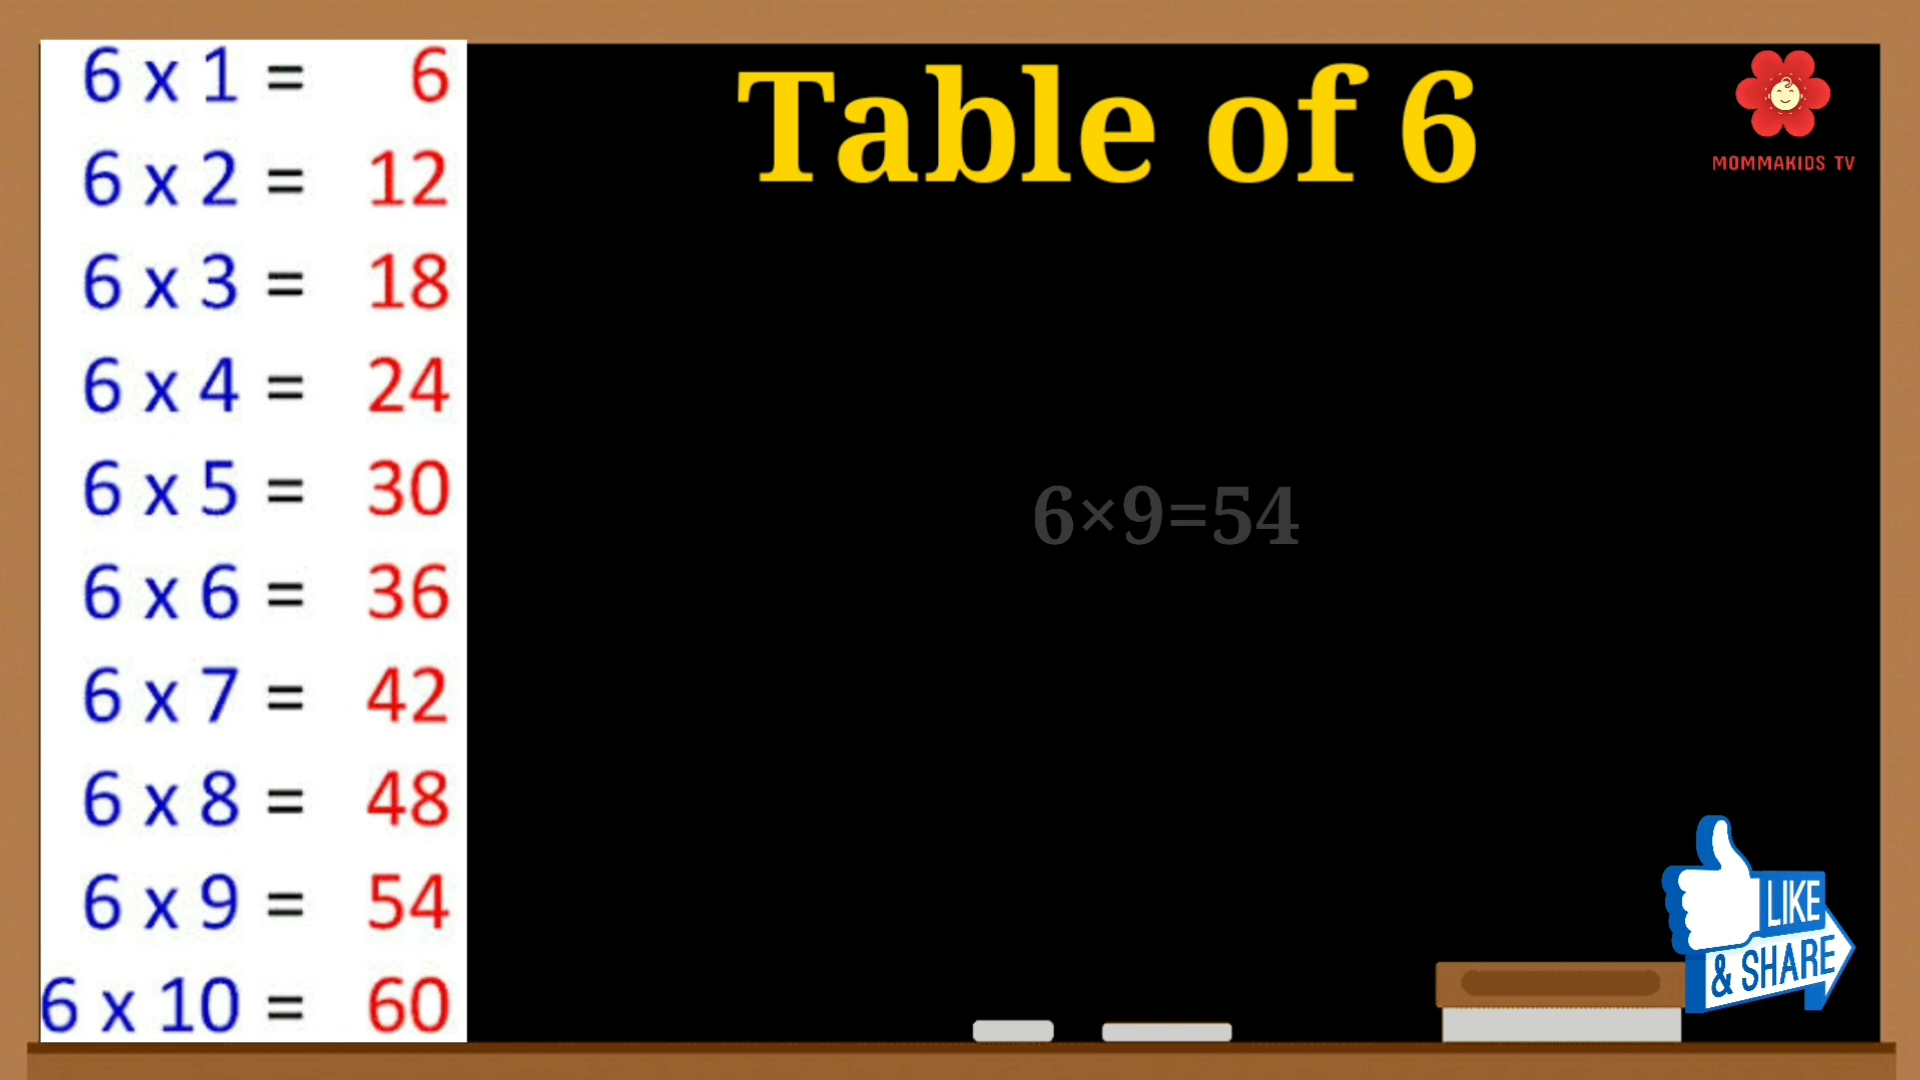 6 x 1 = 6
6 x 2 = 12
6 x 3 = 18
6 x 4 = 24
6 x 5 = 30
6 x 6 = 36
6 x 7 = 42
6 x 8 = 48
6 x 9 = 54
6 x 10 = 60
Table of 6
MOMMAKIDS TV
6×9=54
LIKE
& SHARE